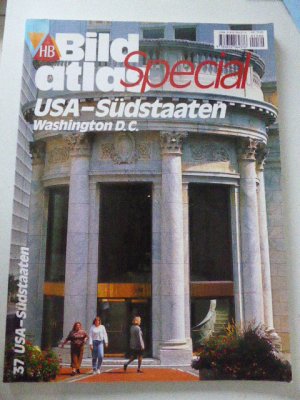 HB
Bild
atlas Special
USA–Südstaaten
Washington D.C.
37 USA–Südstaaten